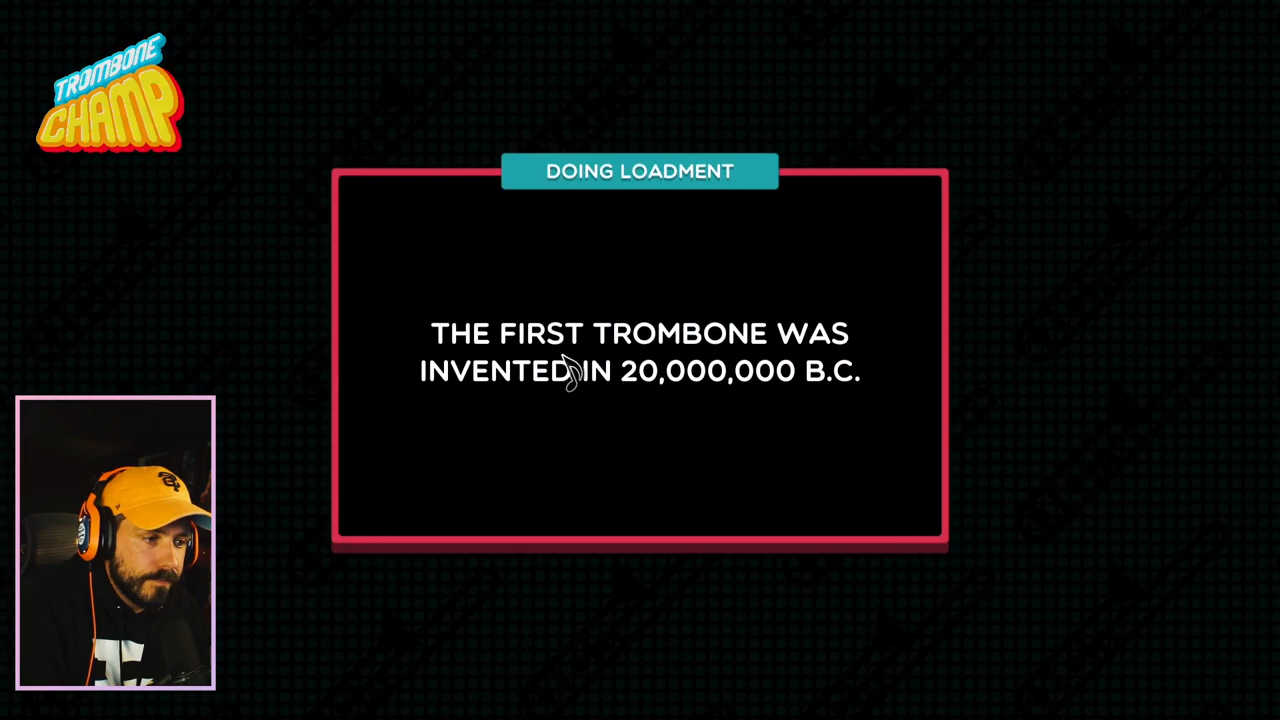 TROMBONE
CHAMP
DOING LOADMENT
THE FIRST TROMBONE WAS
INVENTED IN 20,000,000 B.C.